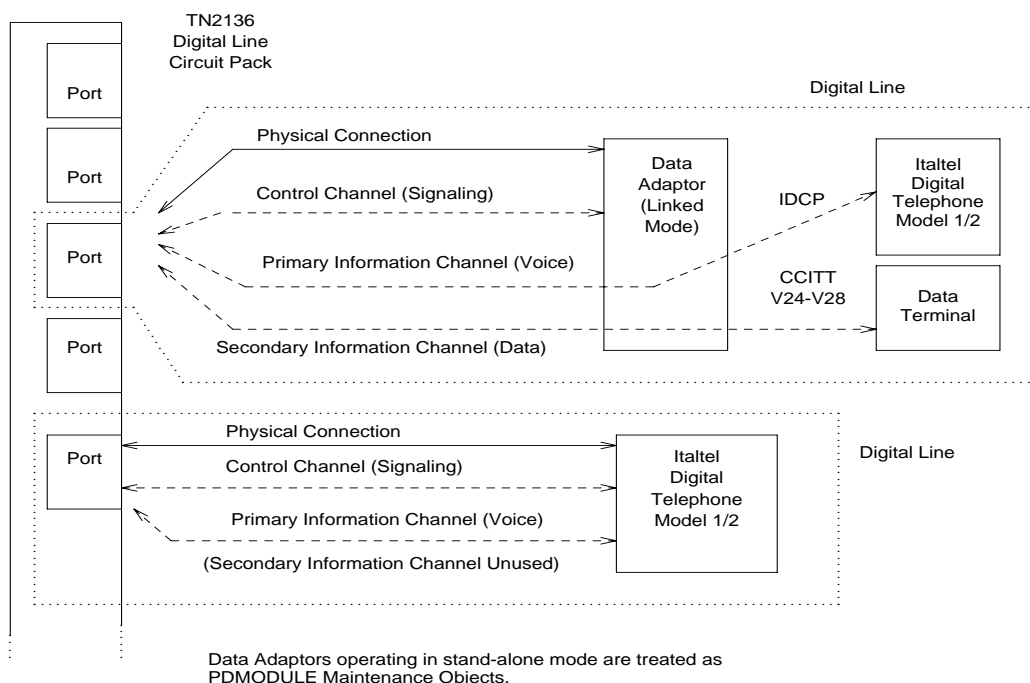 TN2136
Digital Line
Circuit Pack
Port
Port
Port
Port
Port
Digital Line
Physical Connection
Control Channel (Signaling)
Primary Information Channel (Voice)
Secondary Information Channel (Data)
Data
Adaptor
(Linked
Mode)
IDCP
CCITT
V24-V28
Italtel
Digital
Telephone
Model 1/2
Data
Terminal
Physical Connection
Control Channel (Signaling)
Primary Information Channel (Voice)
(Secondary Information Channel Unused)
Italtel
Digital
Telephone
Model 1/2
Digital Line
Data Adaptors operating in stand-alone mode are treated as
PDMODULE Maintenance Objects.